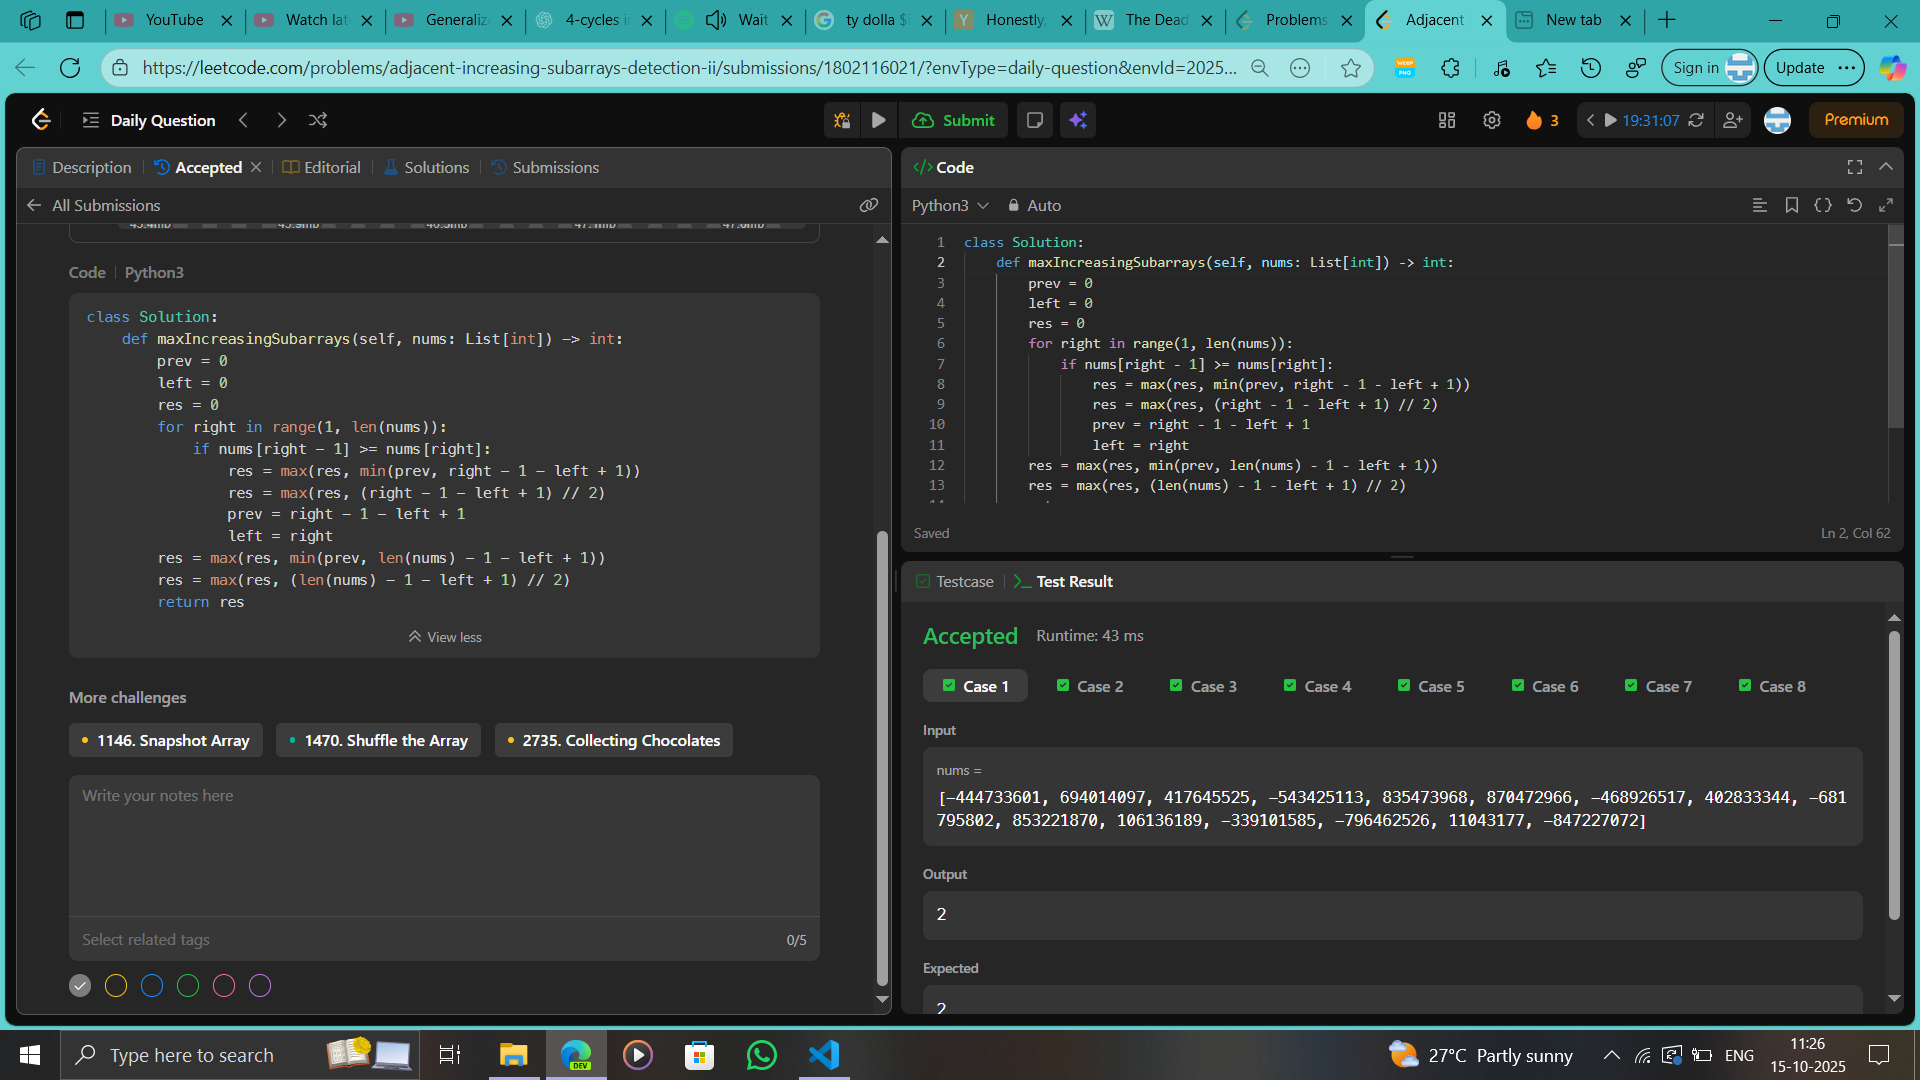 YouTube
Watch lat
Generaliz
4-cycles i
Wait
ty dolla $
Honestly,
The Dead
Problems
Adjacent
New tab
https://leetcode.com/problems/adjacent-increasing-subarrays-detection-ii/submissions/1802116021/?envType=daily-question&envId=2025...
Sign in
Update
Daily Question
Submit
3
19:31:07
Premium
Description
Accepted
Editorial
Solutions
Submissions
All Submissions
Code
Python3
class Solution:
    def maxIncreasingSubarrays(self, nums: List[int]) -> int:
        prev = 0
        left = 0
        res = 0
        for right in range(1, len(nums)):
            if nums[right - 1] >= nums[right]:
                res = max(res, min(prev, right - 1 - left + 1))
                res = max(res, (right - 1 - left + 1) // 2)
                prev = right - 1 - left + 1
                left = right
        res = max(res, min(prev, len(nums) - 1 - left + 1))
        res = max(res, (len(nums) - 1 - left + 1) // 2)
        return res
View less
More challenges
1146. Snapshot Array
1470. Shuffle the Array
2735. Collecting Chocolates
Write your notes here
Select related tags
0/5
</> Code
Python3
Auto
1 class Solution:
2     def maxIncreasingSubarrays(self, nums: List[int]) -> int:
3         prev = 0
4         left = 0
5         res = 0
6         for right in range(1, len(nums)):
7             if nums[right - 1] >= nums[right]:
8                 res = max(res, min(prev, right - 1 - left + 1))
9                 res = max(res, (right - 1 - left + 1) // 2)
10                 prev = right - 1 - left + 1
11                 left = right
12         res = max(res, min(prev, len(nums) - 1 - left + 1))
13         res = max(res, (len(nums) - 1 - left + 1) // 2)
Saved
Ln 2, Col 62
Testcase
Test Result
Accepted
Runtime: 43 ms
Case 1
Case 2
Case 3
Case 4
Case 5
Case 6
Case 7
Case 8
Input
nums =
[-444733601, 694014097, 417645525, -543425113, 835473968, 870472966, -468926517, 402833344, -681
795802, 853221870, 106136189, -339101585, -796462526, 11043177, -847227072]
Output
2
Expected
2
Type here to search
DEV
27°C Partly sunny
ENG
11:26
15-10-2025